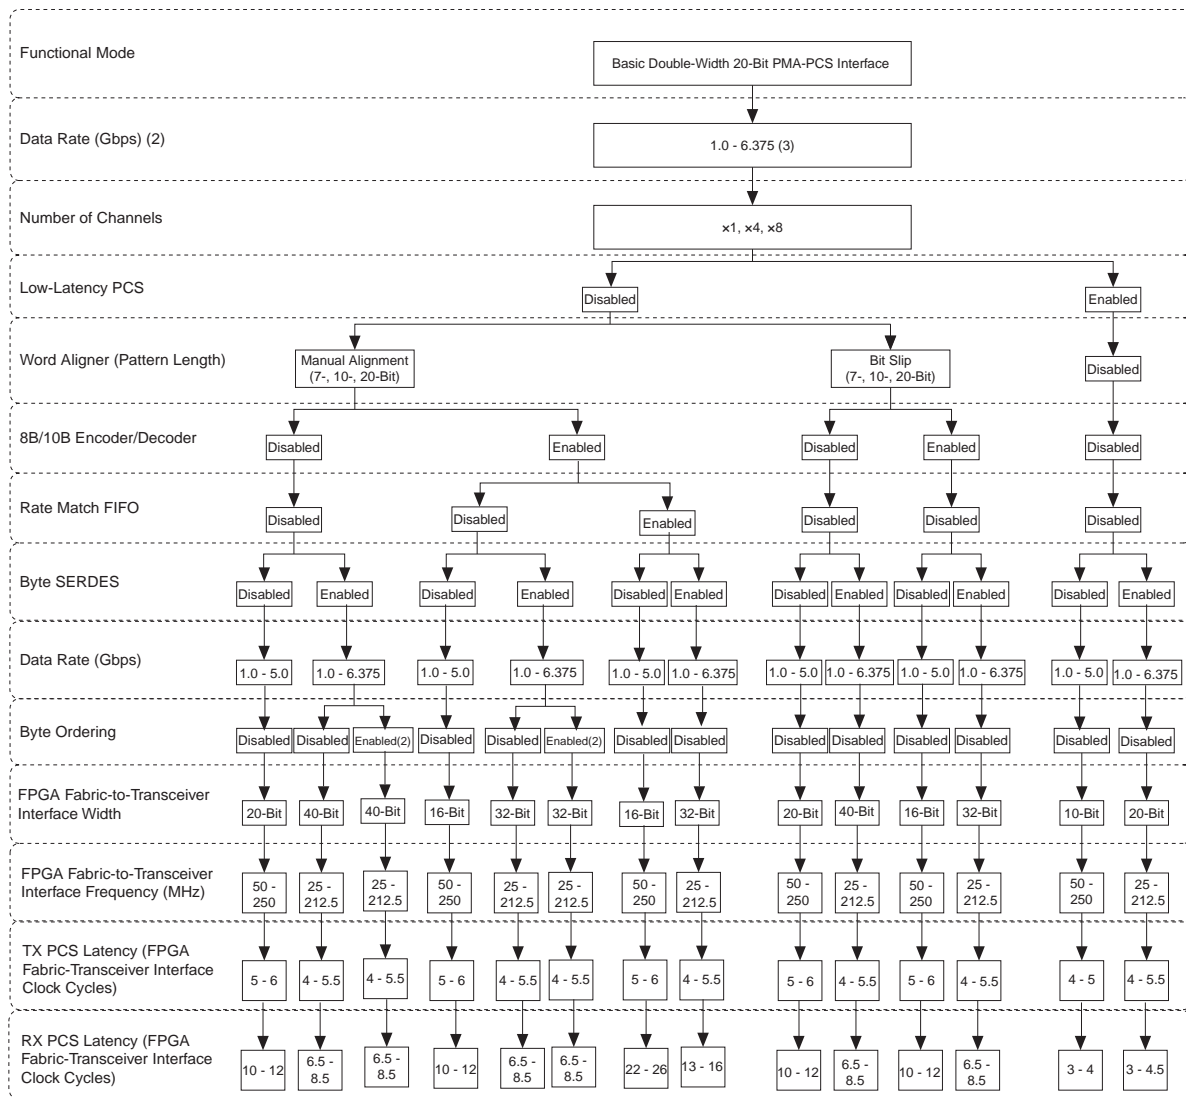 Functional Mode
Basic Double-Width 20-Bit PMA-PCS Interface
Data Rate (Gbps) (2)
1.0 - 6.375 (3)
Number of Channels
×1, ×4, ×8
Low-Latency PCS
Disabled
Enabled
Word Aligner (Pattern Length)
Manual Alignment
(7-, 10-, 20-Bit)
Bit Slip
(7-, 10-, 20-Bit)
Disabled
8B/10B Encoder/Decoder
Disabled
Enabled
Disabled
Enabled
Disabled
Rate Match FIFO
Disabled
Disabled
Enabled
Disabled
Disabled
Disabled
Byte SERDES
Disabled
Enabled
Disabled
Enabled
Disabled
Enabled
Disabled
Enabled
Disabled
Enabled
Disabled
Enabled
Data Rate (Gbps)
1.0 - 5.0
1.0 - 6.375
1.0 - 5.0
1.0 - 6.375
1.0 - 5.0
1.0 - 6.375
1.0 - 5.0
1.0 - 6.375
1.0 - 5.0
1.0 - 6.375
1.0 - 5.0
1.0 - 6.375
Byte Ordering
Disabled
Disabled
Enabled(2)
Disabled
Disabled
Enabled(2)
Disabled
Disabled
Disabled
Disabled
Disabled
Disabled
Disabled
Disabled
FPGA Fabric-to-Transceiver
Interface Width
20-Bit
40-Bit
40-Bit
16-Bit
32-Bit
32-Bit
16-Bit
32-Bit
20-Bit
40-Bit
16-Bit
32-Bit
10-Bit
20-Bit
FPGA Fabric-to-Transceiver
Interface Frequency (MHz)
50 -
250
25 -
212.5
25 -
212.5
50 -
250
25 -
212.5
25 -
212.5
50 -
250
25 -
212.5
50 -
250
25 -
212.5
50 -
250
25 -
212.5
50 -
250
25 -
212.5
TX PCS Latency (FPGA
Fabric-Transceiver Interface
Clock Cycles)
5 - 6
4 - 5.5
4 - 5.5
5 - 6
4 - 5.5
4 - 5.5
5 - 6
4 - 5.5
5 - 6
4 - 5.5
5 - 6
4 - 5.5
4 - 5
4 - 5.5
RX PCS Latency (FPGA
Fabric-Transceiver Interface
Clock Cycles)
10 - 12
6.5 -
8.5
6.5 -
8.5
10 - 12
6.5 -
8.5
6.5 -
8.5
22 - 26
13 - 16
10 - 12
6.5 -
8.5
10 - 12
6.5 -
8.5
3 - 4
3 - 4.5